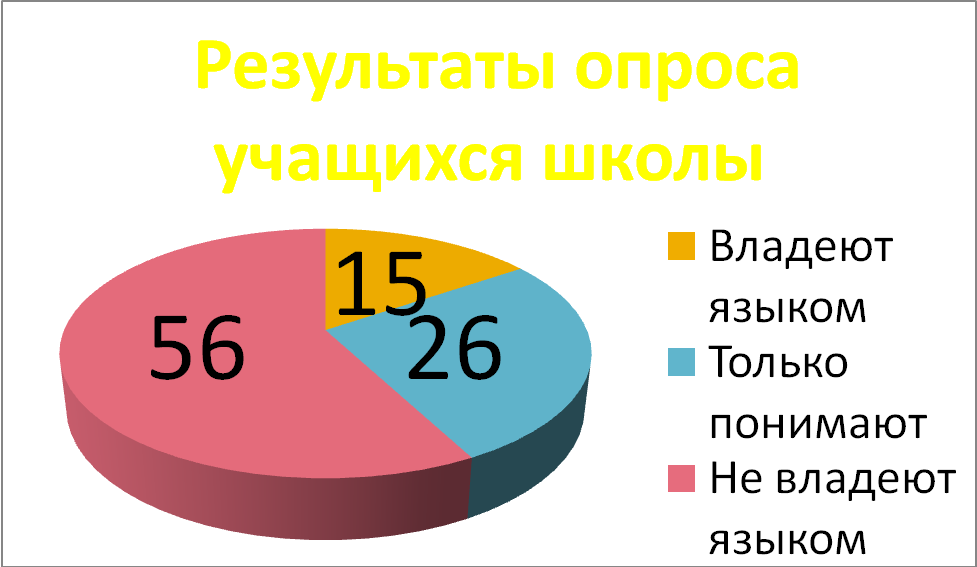 Результаты опроса
учащихся школы
15
26
56
Владеют
языком
Только
понимают
Не владеют
языком